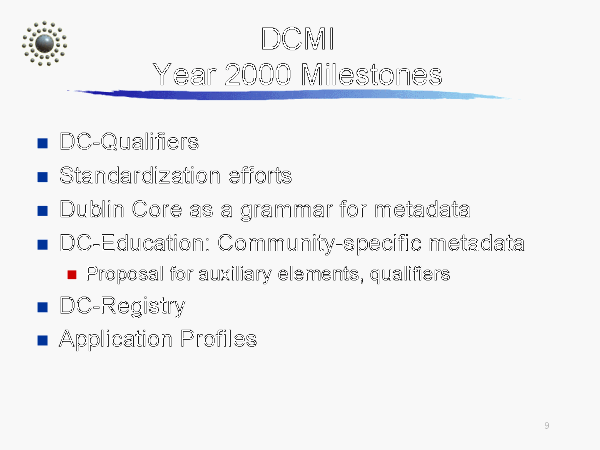 DCMI
Year 2000 Milestones
DC-Qualifiers
Standardization efforts
Dublin Core as a grammar for metadata
DC-Education: Community-specific metadata
Proposal for auxiliary elements, qualifiers
DC-Registry
Application Profiles
9